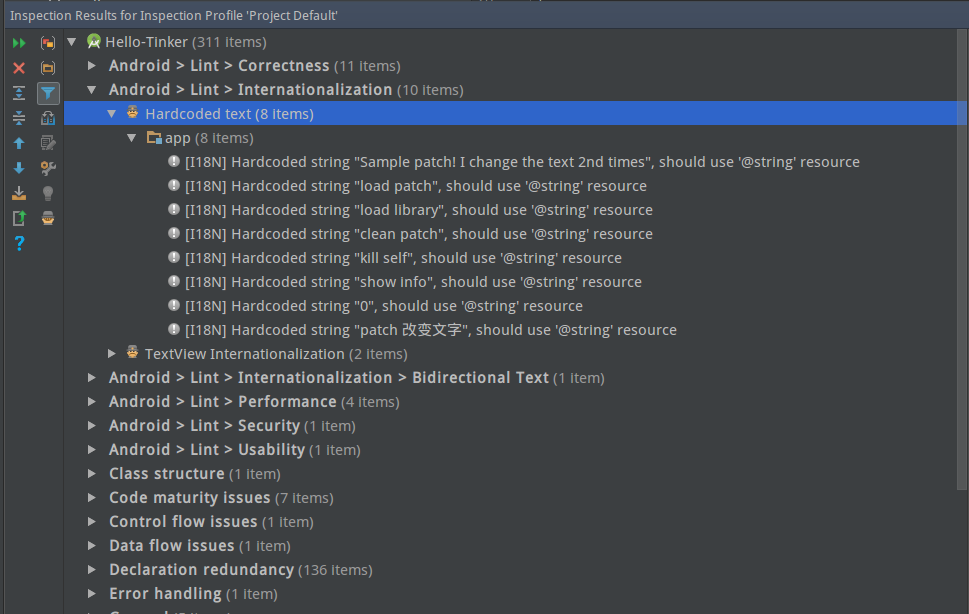 Inspection Results for Inspection Profile 'Project Default'
Hello-Tinker (311 items)
Android > Lint > Correctness (11 items)
Android > Lint > Internationalization (10 items)
Hardcoded text (8 items)
app (8 items)
[I18N] Hardcoded string "Sample patch! I change the text 2nd times", should use '@string' resource
[I18N] Hardcoded string "load patch", should use '@string' resource
[I18N] Hardcoded string "load library", should use '@string' resource
[I18N] Hardcoded string "clean patch", should use '@string' resource
[I18N] Hardcoded string "kill self", should use '@string' resource
[I18N] Hardcoded string "show info", should use '@string' resource
[I18N] Hardcoded string "0", should use '@string' resource
[I18N] Hardcoded string "patch 改变文字", should use '@string' resource
TextView Internationalization (2 items)
Android > Lint > Internationalization > Bidirectional Text (1 item)
Android > Lint > Performance (4 items)
Android > Lint > Security (1 item)
Android > Lint > Usability (1 item)
Class structure (1 item)
Code maturity issues (7 items)
Control flow issues (1 item)
Data flow issues (1 item)
Declaration redundancy (136 items)
Error handling (1 item)